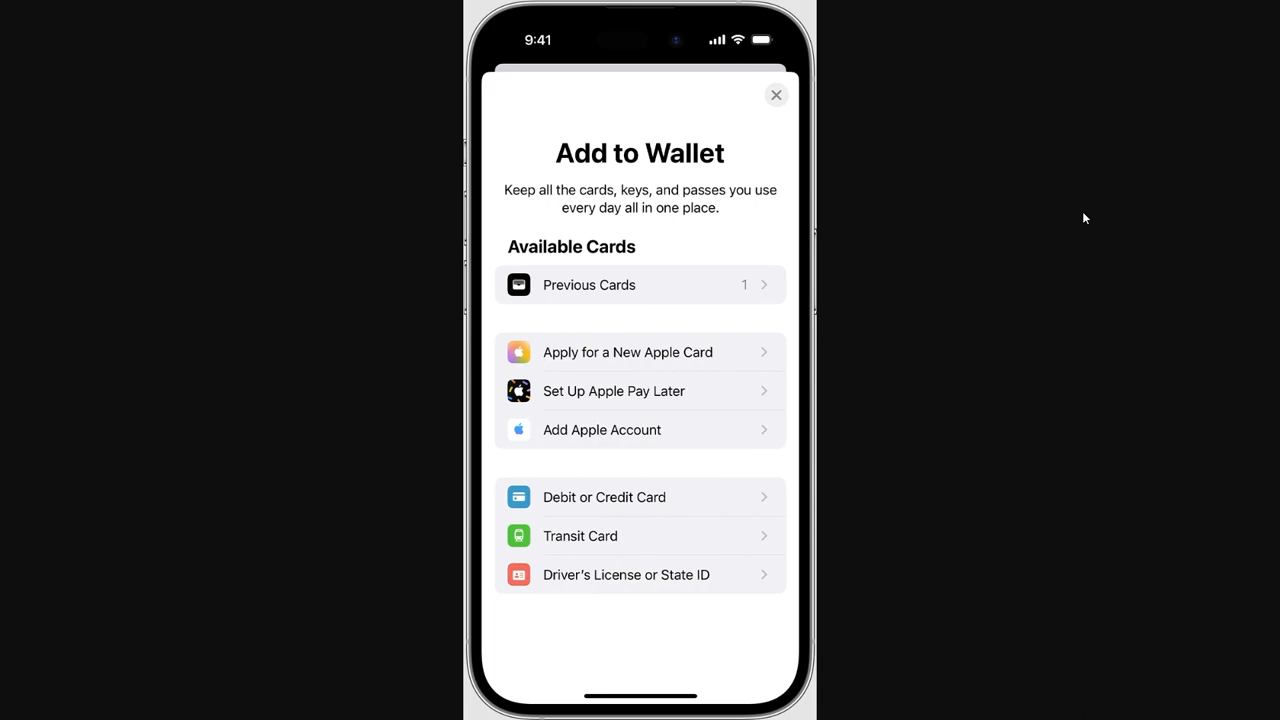 9:41
Add to Wallet
Keep all the cards, keys, and passes you use
every day all in one place.
Available Cards
Previous Cards 1
Apply for a New Apple Card
Set Up Apple Pay Later
Add Apple Account
Debit or Credit Card
Transit Card
Driver’s License or State ID